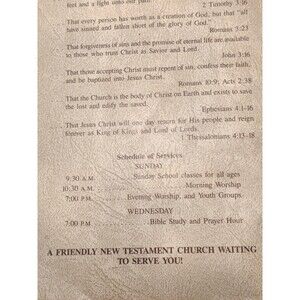 feet and a light unto our path.
2 Timothy 3:16
That every person has worth as a creation of God, but that "all
have sinned and fallen short of the glory of God."
Romans 3:23
That forgiveness of sin and the promise of eternal life are available
to those who trust Christ as Savior and Lord.
John 3:16
That those accepting Christ must repent of sin, confess their faith,
and be baptized into Jesus Christ.
Romans 10:9; Acts 2:38
That the Church is the body of Christ on Earth and exists to save
the lost and edify the saved.
Ephesians 4:1-16
That Jesus Christ will one day return for His people and reign
forever as King of Kings and Lord of Lords.
1 Thessalonians 4:13-18
Schedule of Services
SUNDAY
9:30 A.M. Sunday School classes for all ages
10:30 A.M. Morning Worship
7:00 P.M. Evening Worship, and Youth Groups
WEDNESDAY
7:00 P.M. Bible Study and Prayer Hour
A FRIENDLY NEW TESTAMENT CHURCH WAITING
TO SERVE YOU!